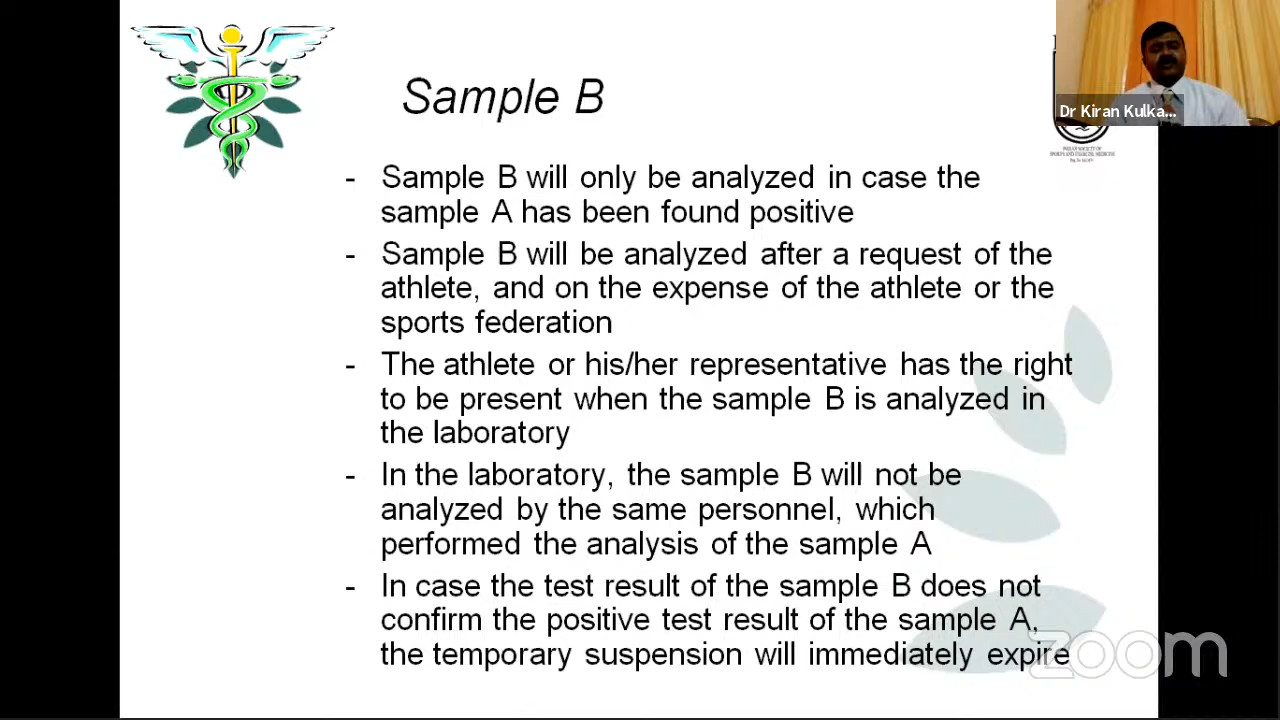 Sample B
Dr Kiran Kulka...
- Sample B will only be analyzed in case the
sample A has been found positive
- Sample B will be analyzed after a request of the
athlete, and on the expense of the athlete or the
sports federation
- The athlete or his/her representative has the right
to be present when the sample B is analyzed in
the laboratory
- In the laboratory, the sample B will not be
analyzed by the same personnel, which
performed the analysis of the sample A
- In case the test result of the sample B does not
confirm the positive test result of the sample A,
the temporary suspension will immediately expire
zoom